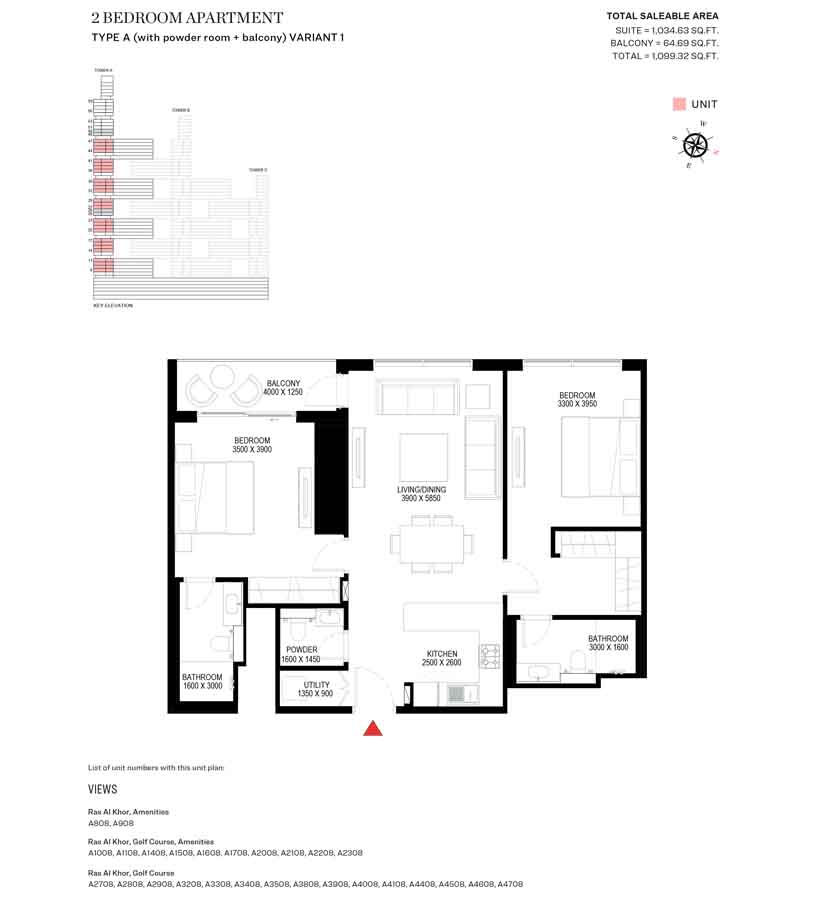 2 BEDROOM APARTMENT
TYPE A (with powder room + balcony) VARIANT 1
TOTAL SALEABLE AREA
SUITE = 1,034.63 SQ.FT.
BALCONY = 64.69 SQ.FT.
TOTAL = 1,099.32 SQ.FT.
UNIT
W
S
N
E
TOWER A
TOWER B
TOWER C
KEY ELEVATION
BALCONY
4000 X 1250
BEDROOM
3300 X 3950
BEDROOM
3500 X 3900
LIVING/DINING
3900 X 5850
BATHROOM
3000 X 1600
KITCHEN
2500 X 2600
POWDER
1600 X 1450
BATHROOM
1600 X 3000
UTILITY
1350 X 900
List of unit numbers with this unit plan:
VIEWS
Ras Al Khor, Amenities
A808, A908
Ras Al Khor, Golf Course, Amenities
A1008, A1108, A1408, A1508, A1608, A1708, A2008, A2108, A2208, A2308
Ras Al Khor, Golf Course
A2708, A2808, A2908, A3208, A3308, A3408, A3508, A3808, A3908, A4008, A4108, A4408, A4508, A4608, A4708